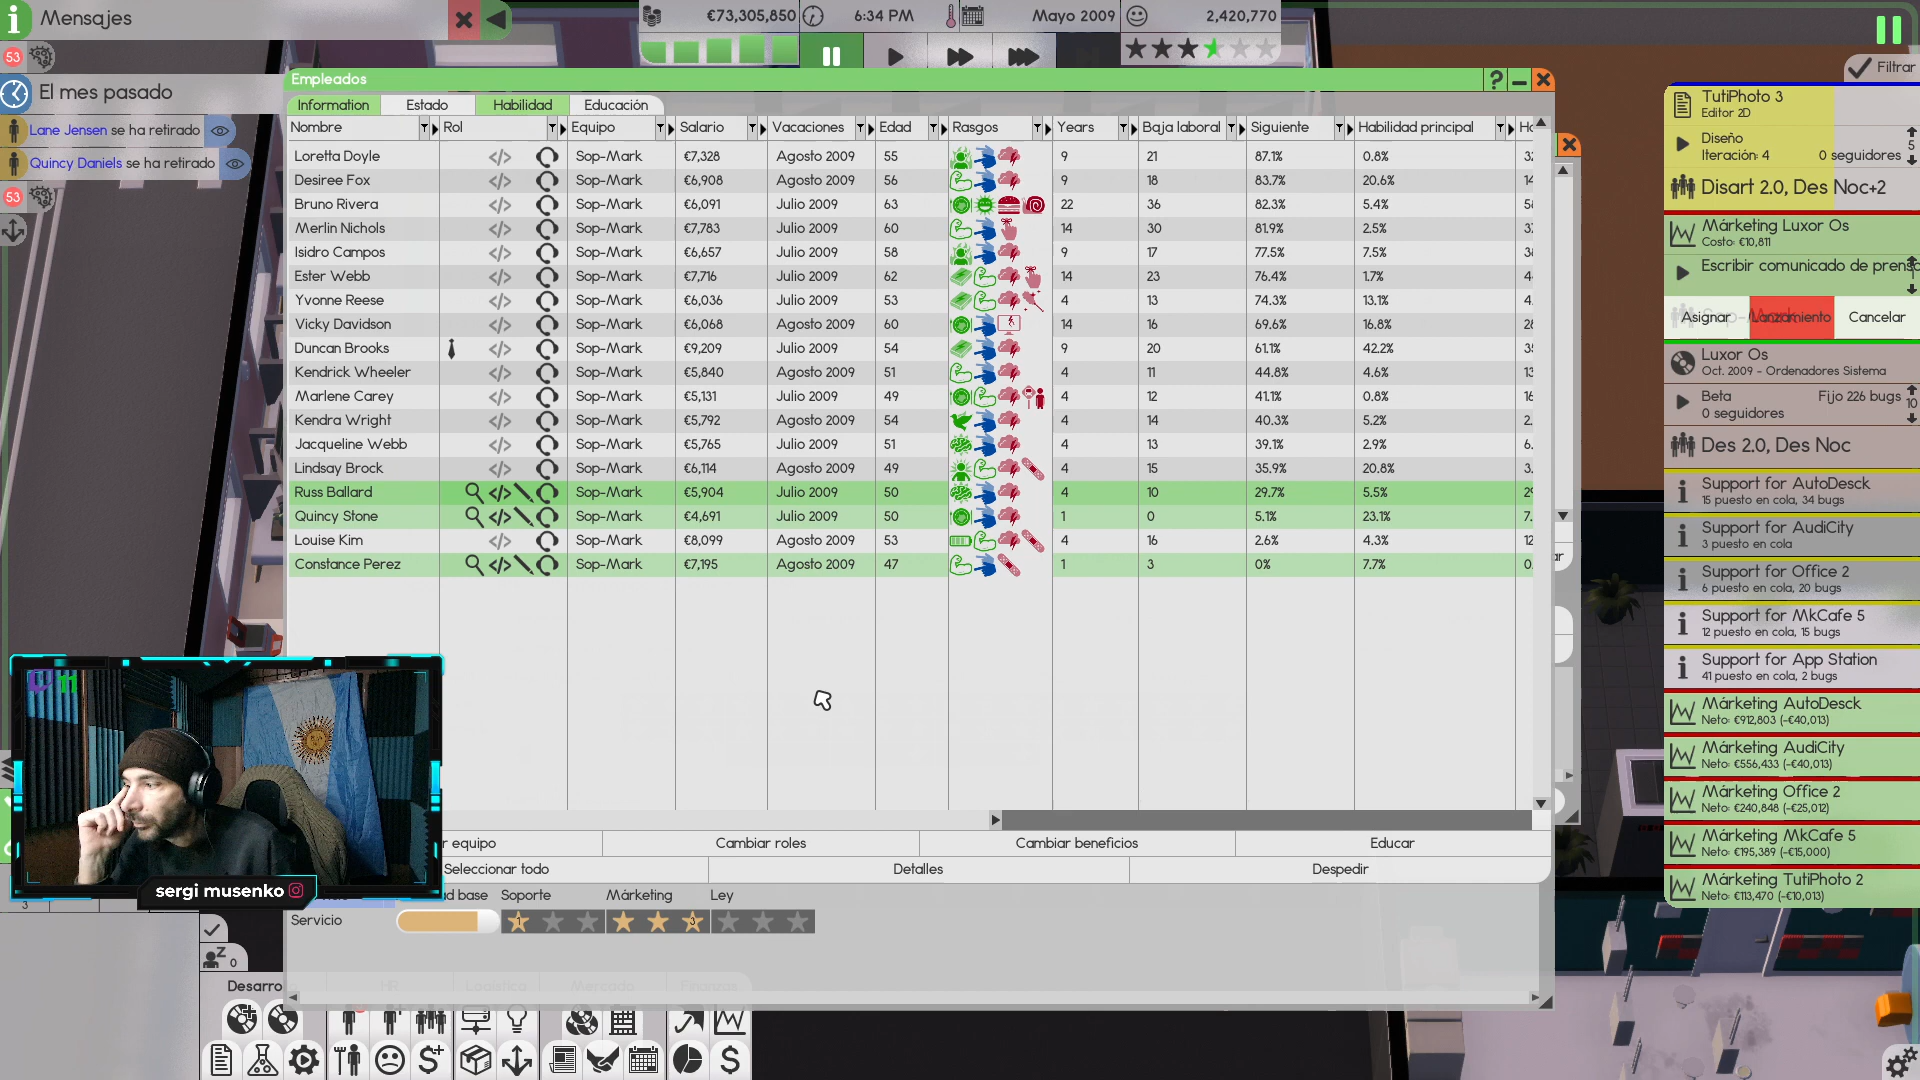 Mensajes
€73,305,850
6:34 PM
Mayo 2009
2,420,770
53
El mes pasado
Lane Jensen se ha retirado
Quincy Daniels se ha retirado
53
Empleados
Information Estado Habilidad Educación
Nombre Rol Equipo Salario Vacaciones Edad Rasgos Years Baja laboral Siguiente Habilidad principal
Loretta Doyle Sop-Mark €7,328 Agosto 2009 55 9 21 87.1% 0.8%
Desiree Fox Sop-Mark €6,908 Agosto 2009 56 9 18 83.7% 20.6%
Bruno Rivera Sop-Mark €6,091 Julio 2009 63 22 36 82.3% 5.4%
Merlin Nichols Sop-Mark €7,783 Julio 2009 60 14 30 81.9% 2.5%
Isidro Campos Sop-Mark €6,657 Julio 2009 58 9 17 77.5% 7.5%
Ester Webb Sop-Mark €7,716 Julio 2009 62 14 23 76.4% 1.7%
Yvonne Reese Sop-Mark €6,036 Julio 2009 53 4 13 74.3% 13.1%
Vicky Davidson Sop-Mark €6,068 Agosto 2009 60 14 16 69.6% 16.8%
Duncan Brooks Sop-Mark €9,209 Julio 2009 54 9 20 61.1% 42.2%
Kendrick Wheeler Sop-Mark €5,840 Agosto 2009 51 4 11 44.8% 4.6%
Marlene Carey Sop-Mark €5,131 Agosto 2009 49 4 12 41.1% 0.8%
Kendra Wright Sop-Mark €5,792 Agosto 2009 54 4 14 40.3% 5.2%
Jacqueline Webb Sop-Mark €5,765 Julio 2009 51 4 13 39.1% 2.9%
Lindsay Brock Sop-Mark €6,114 Agosto 2009 49 4 15 35.9% 20.8%
Russ Ballard Sop-Mark €5,904 Julio 2009 50 4 10 29.7% 5.5%
Quincy Stone Sop-Mark €4,691 Julio 2009 50 1 0 5.1% 23.1%
Louise Kim Sop-Mark €8,099 Agosto 2009 53 4 16 2.6% 4.3%
Constance Perez Sop-Mark €7,195 Agosto 2009 47 1 3 0% 7.7%
r equipo Cambiar roles Cambiar beneficios Educar
Seleccionar todo Detalles Despedir
d base Soporte Márketing Ley
Servicio 1 3
11
sergi musenko
3
0
Desarro HR Logística Mercado Finanzas
Filtrar
TutiPhoto 3
Editor 2D
Diseño
Iteración: 4 0 seguidores
5
Disart 2.0, Des Noc+2
Márketing Luxor Os
Costo: €10,811
Escribir comunicado de prensa
1
Asignar Lanzamiento Cancelar
Luxor Os
Oct. 2009 - Ordenadores Sistema
Beta Fijo 226 bugs
0 seguidores
10
Des 2.0, Des Noc
Support for AutoDesck
15 puesto en cola, 34 bugs
Support for AudiCity
3 puesto en cola
Support for Office 2
6 puesto en cola, 20 bugs
Support for MkCafe 5
12 puesto en cola, 15 bugs
Support for App Station
41 puesto en cola, 2 bugs
Márketing AutoDesck
Neto: €912,803 (-€40,013)
Márketing AudiCity
Neto: €556,433 (-€40,013)
Márketing Office 2
Neto: €240,848 (-€25,012)
Márketing MkCafe 5
Neto: €195,389 (-€15,000)
Márketing TutiPhoto 2
Neto: €113,470 (-€10,013)